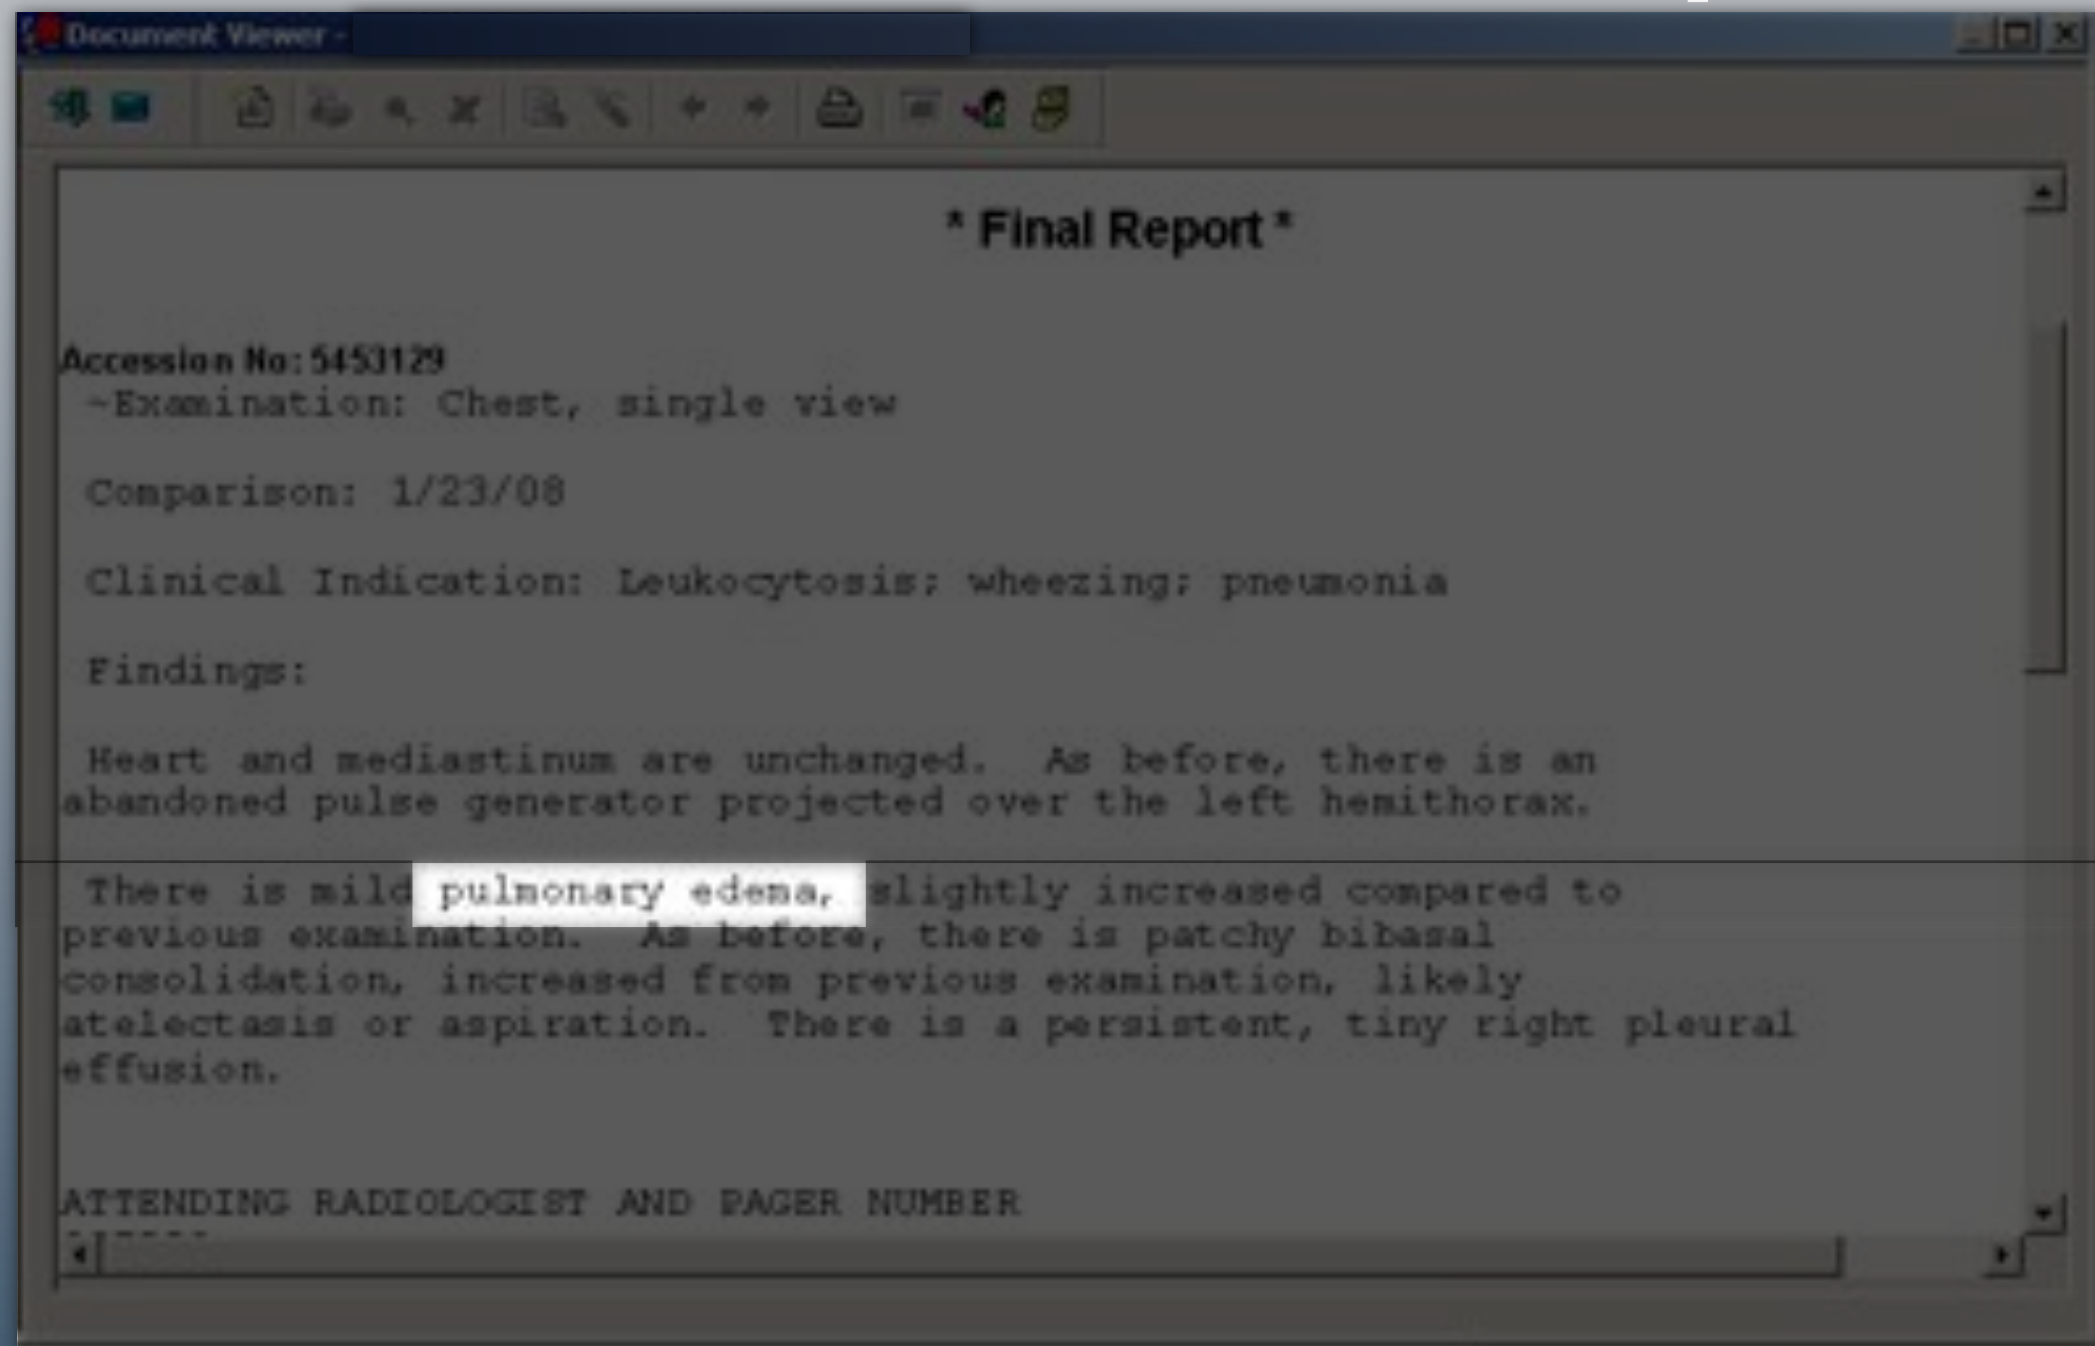 Document Viewer -
* Final Report *
Accession No: 5453129
~Examination: Chest, single view
Comparison: 1/23/08
Clinical Indication: Leukocytosis; wheezing; pneumonia
Findings:
Heart and mediastinum are unchanged.  As before, there is an
abandoned pulse generator projected over the left hemithorax.
There is mild pulmonary edema, slightly increased compared to
previous examination.  As before, there is patchy bibasal
consolidation, increased from previous examination, likely
atelectasis or aspiration.  There is a persistent, tiny right pleural
effusion.
ATTENDING RADIOLOGIST AND PAGER NUMBER